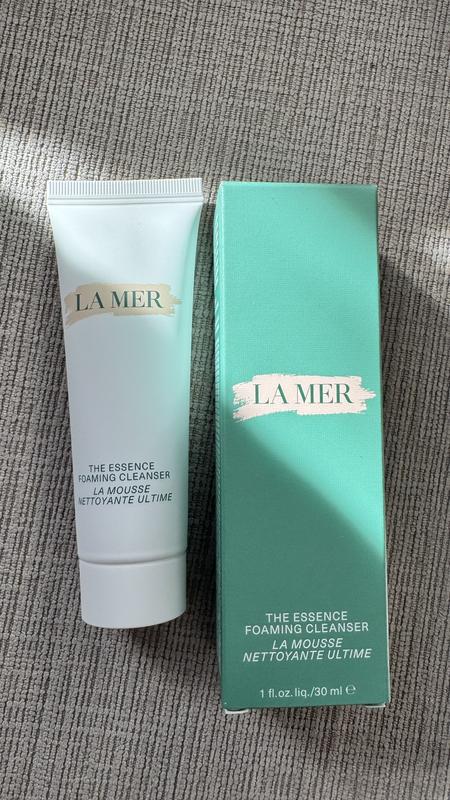 LA MER
THE ESSENCE
FOAMING CLEANSER
LA MOUSSE
NETTOYANTE ULTIME
LA MER
THE ESSENCE
FOAMING CLEANSER
LA MOUSSE
NETTOYANTE ULTIME
1 fl.oz.liq./30 ml ℮